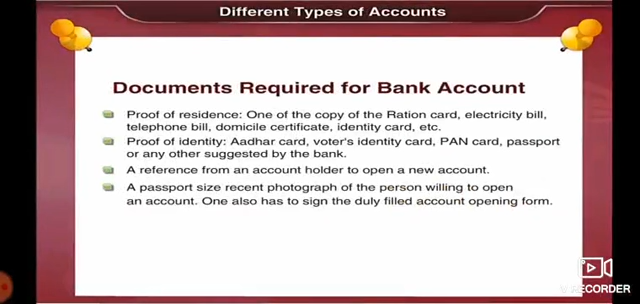 Different Types of Accounts
Documents Required for Bank Account
Proof of residence: One of the copy of the Ration card, electricity bill,
telephone bill, domicile certificate, identity card, etc.
Proof of identity: Aadhar card, voter's identity card, PAN card, passport
or any other suggested by the bank.
A reference from an account holder to open a new account.
A passport size recent photograph of the person willing to open
an account. One also has to sign the duly filled account opening form.
RECORDER